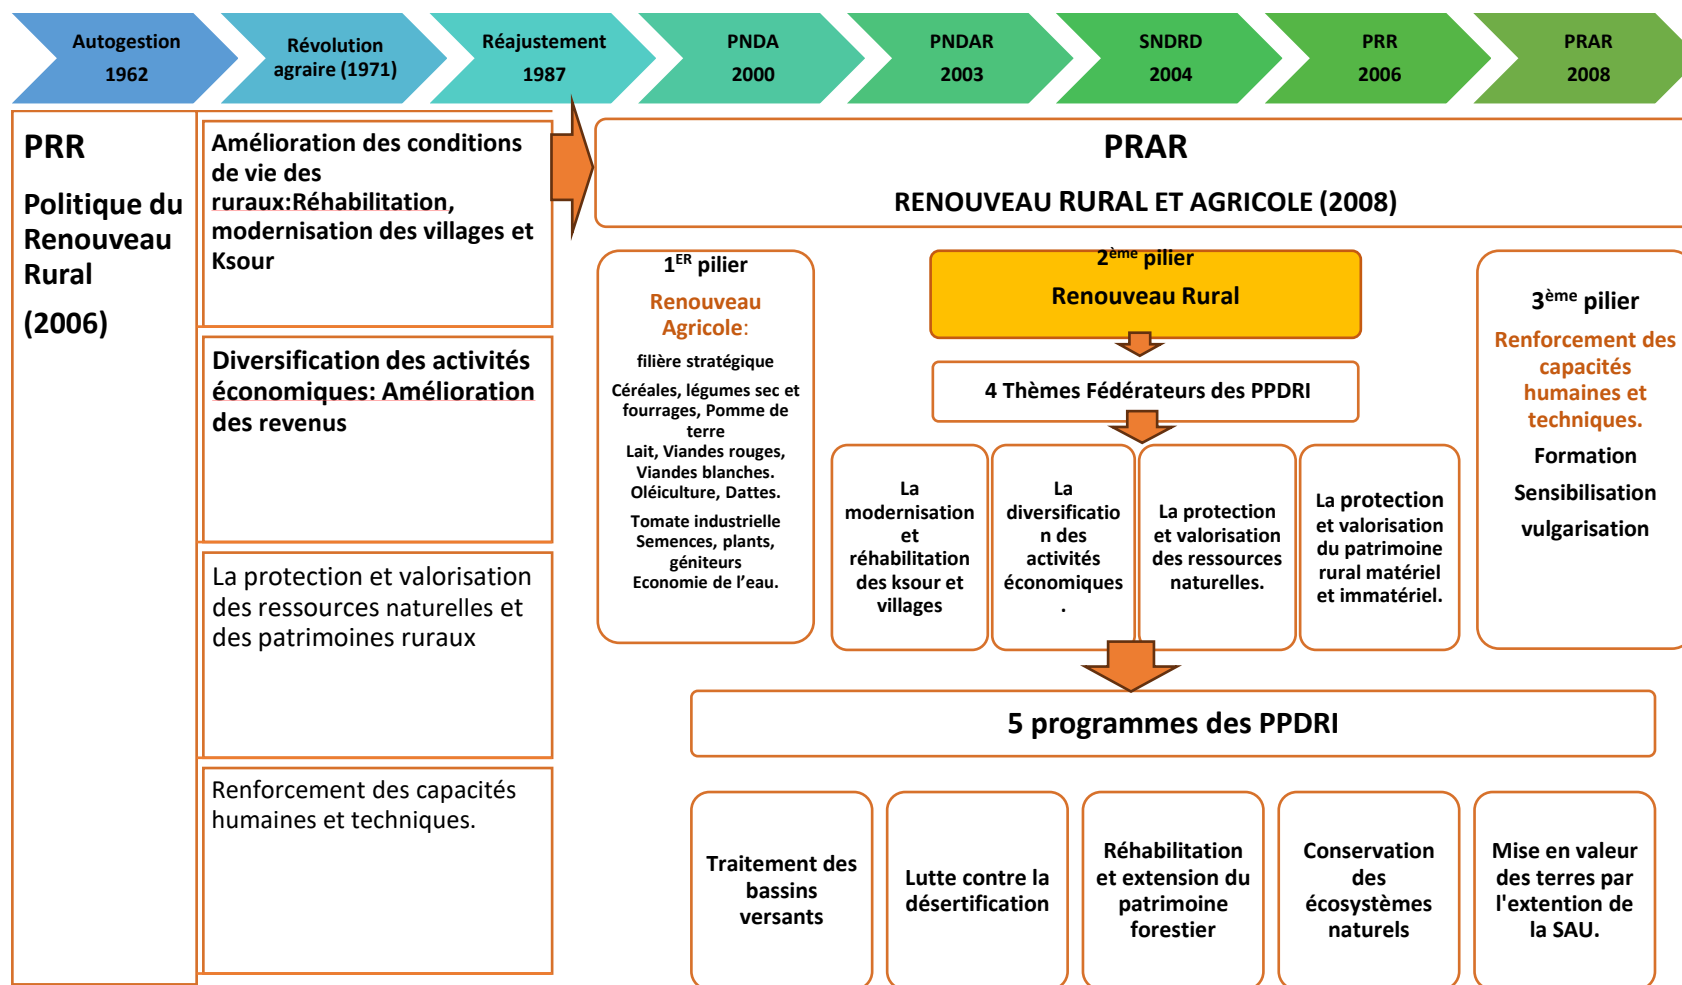 Autogestion
1962
Révolution
agraire (1971)
Réajustement
1987
PNDA
2000
PNDAR
2003
SNDRD
2004
PRR
2006
PRAR
2008
PRR
Politique du
Renouveau
Rural
(2006)
Amélioration des conditions
de vie des
ruraux:Réhabilitation,
modernisation des villages et
Ksour
Diversification des activités
économiques: Amélioration
des revenus
La protection et valorisation
des ressources naturelles et
des patrimoines ruraux
Renforcement des capacités
humaines et techniques.
PRAR
RENOUVEAU RURAL ET AGRICOLE (2008)
1ER pilier
Renouveau
Agricole:
filière stratégique
Céréales, légumes sec et
fourrages, Pomme de
terre
Lait, Viandes rouges,
Viandes blanches.
Oléiculture, Dattes.
Tomate industrielle
Semences, plants,
géniteurs
Economie de l'eau.
2ème pilier
Renouveau Rural
4 Thèmes Fédérateurs des PPDRI
La
modernisation
et
réhabilitation
des ksour et
villages
La
diversificatio
n des
activités
économiques
.
La protection
et valorisation
des ressources
naturelles.
La protection
et valorisation
du patrimoine
rural matériel
et immatériel.
3ème pilier
Renforcement des
capacités
humaines et
techniques.
Formation
Sensibilisation
vulgarisation
5 programmes des PPDRI
Traitement des
bassins
versants
Lutte contre la
désertification
Réhabilitation
et extension du
patrimoine
forestier
Conservation
des
écosystèmes
naturels
Mise en valeur
des terres par
l'extention de
la SAU.